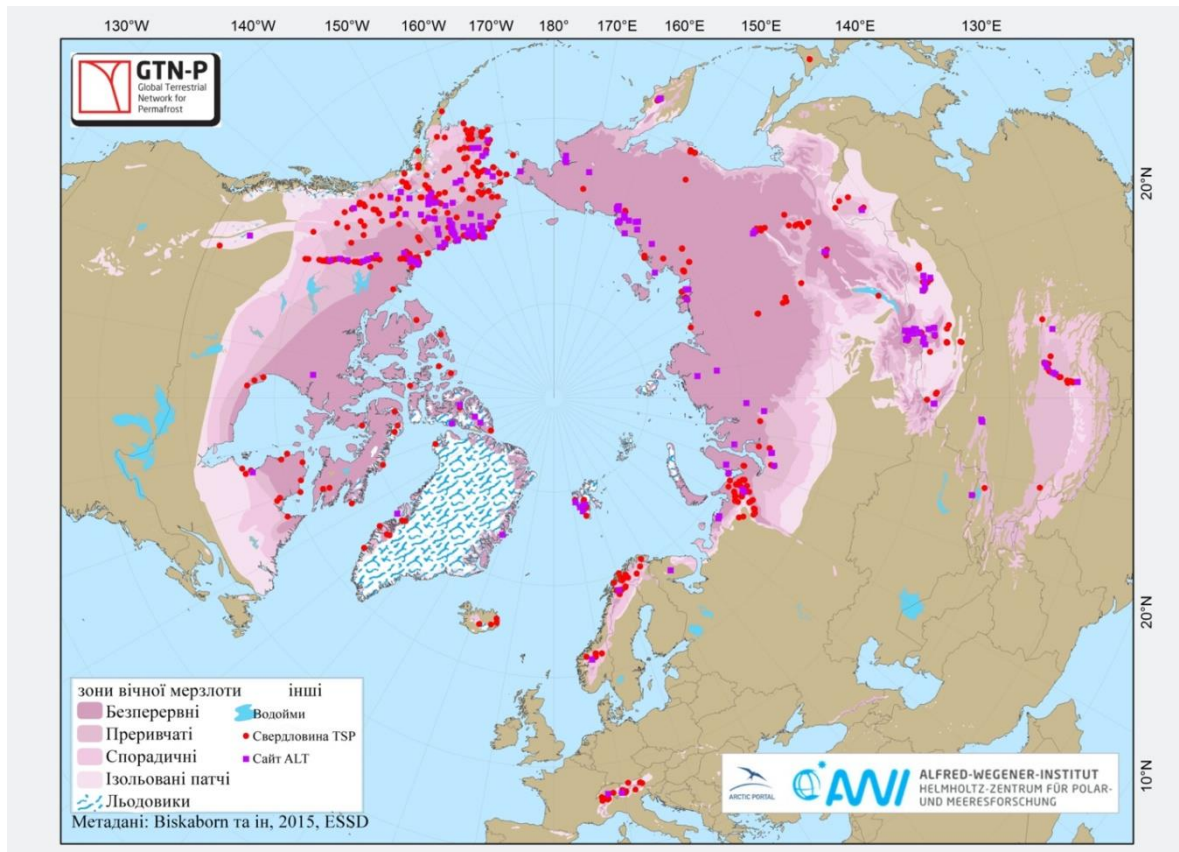 130°W 140°W 150°W 160°W 170°W 180° 170°E 160°E 150°E 140°E 130°E
GTN-P
Global Terrestrial
Network for
Permafrost
20°N
20°N
10°N
зони вічної мерзлоти інші
Безперервні
Водойми
Преривчаті
Свердловина TSP
Спорадичні
Сайт ALT
Ізольовані патчі
Льодовики
Метадані: Biskaborn та ін, 2015, ESSD
ARCTIC PORTAL
AWI
ALFRED-WEGENER-INSTITUT
HELMHOLTZ-ZENTRUM FÜR POLAR-
UND MEERESFORSCHUNG